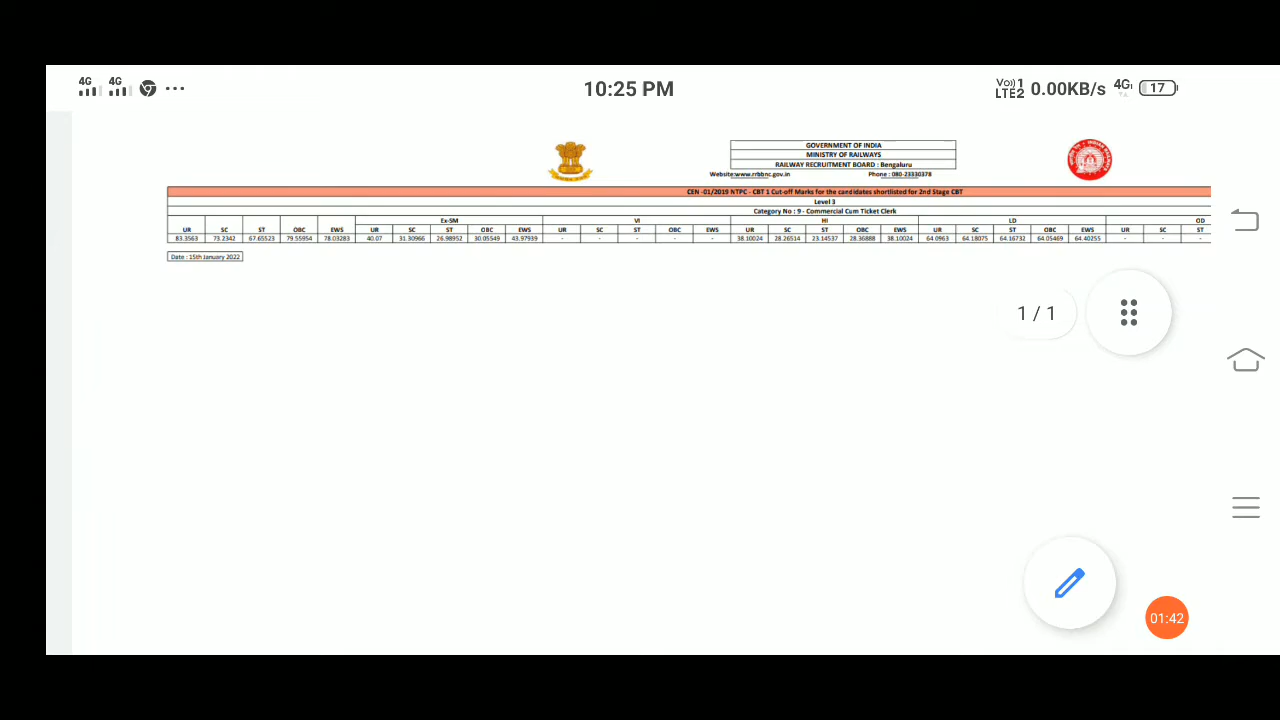 4G 4G ... 10:25 PM Vo)) 1 LTE2 0.00KB/s 4G 17
GOVERNMENT OF INDIA
MINISTRY OF RAILWAYS
RAILWAY RECRUITMENT BOARD : Bengaluru
Website:www.rrbbnc.gov.in Phone : 080-23330378
CEN -01/2019 NTPC - CBT 1 Cut-off Marks for the candidates shortlisted for 2nd Stage CBT
Level 3
Category No : 9 - Commercial Cum Ticket Clerk
Ex-SM VI HI LD OD
UR SC ST OBC EWS UR SC ST OBC EWS UR SC ST OBC EWS UR SC ST OBC EWS UR SC ST OBC EWS UR SC ST
83.3563 73.2342 67.65523 79.55954 78.03283 40.07 31.30966 26.98952 30.05549 43.97939 - - - - - 38.10024 28.26514 23.14537 28.36888 38.10024 64.0963 64.18075 64.16732 64.05469 64.40255 - - -
Date : 15th January 2022
1 / 1
01:42